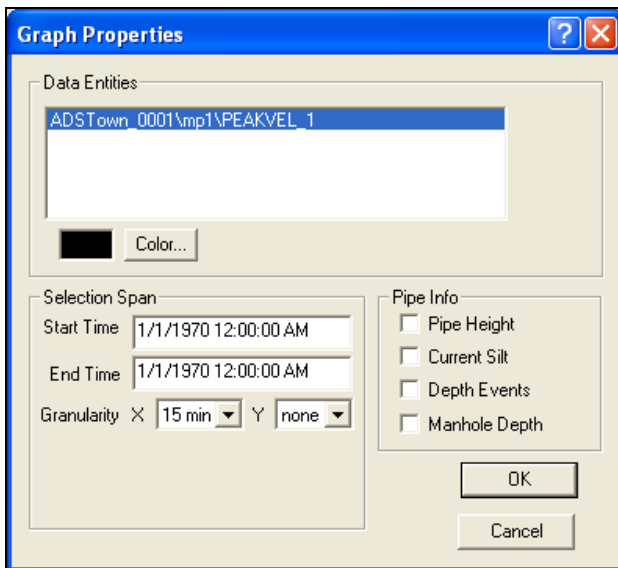 Graph Properties
Data Entities
ADSTown_0001\mp1\PEAKVEL_1
Color...
Selection Span
Start Time 1/1/1970 12:00:00 AM
End Time 1/1/1970 12:00:00 AM
Granularity X 15 min Y none
Pipe Info
Pipe Height
Current Silt
Depth Events
Manhole Depth
OK
Cancel